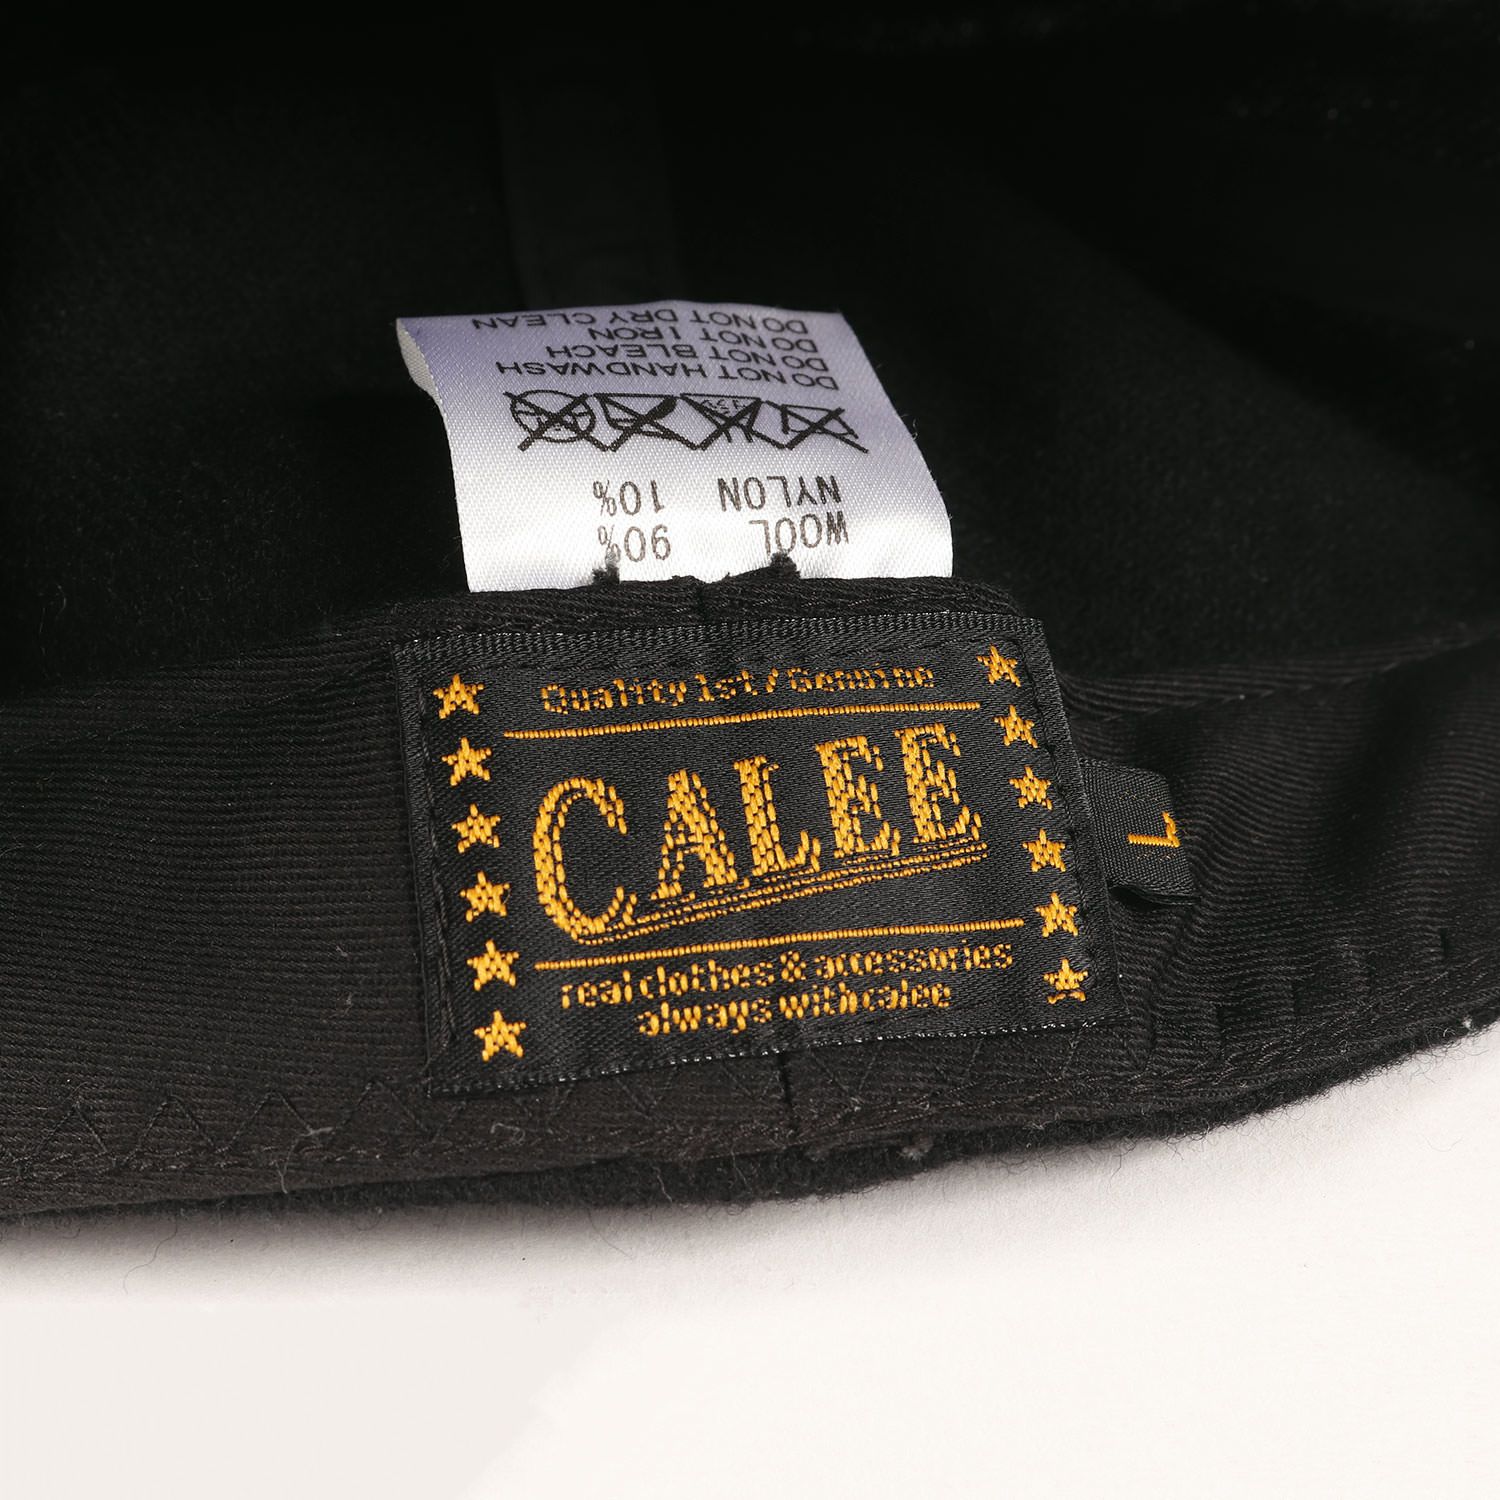 WOOL 90%
NYLON 10%
DO NOT HANDWASH
DO NOT BLEACH
DO NOT IRON
DO NOT DRY CLEAN
Quality 1st / Genuine
CALEE
real clothes & accessories
always with calee
L